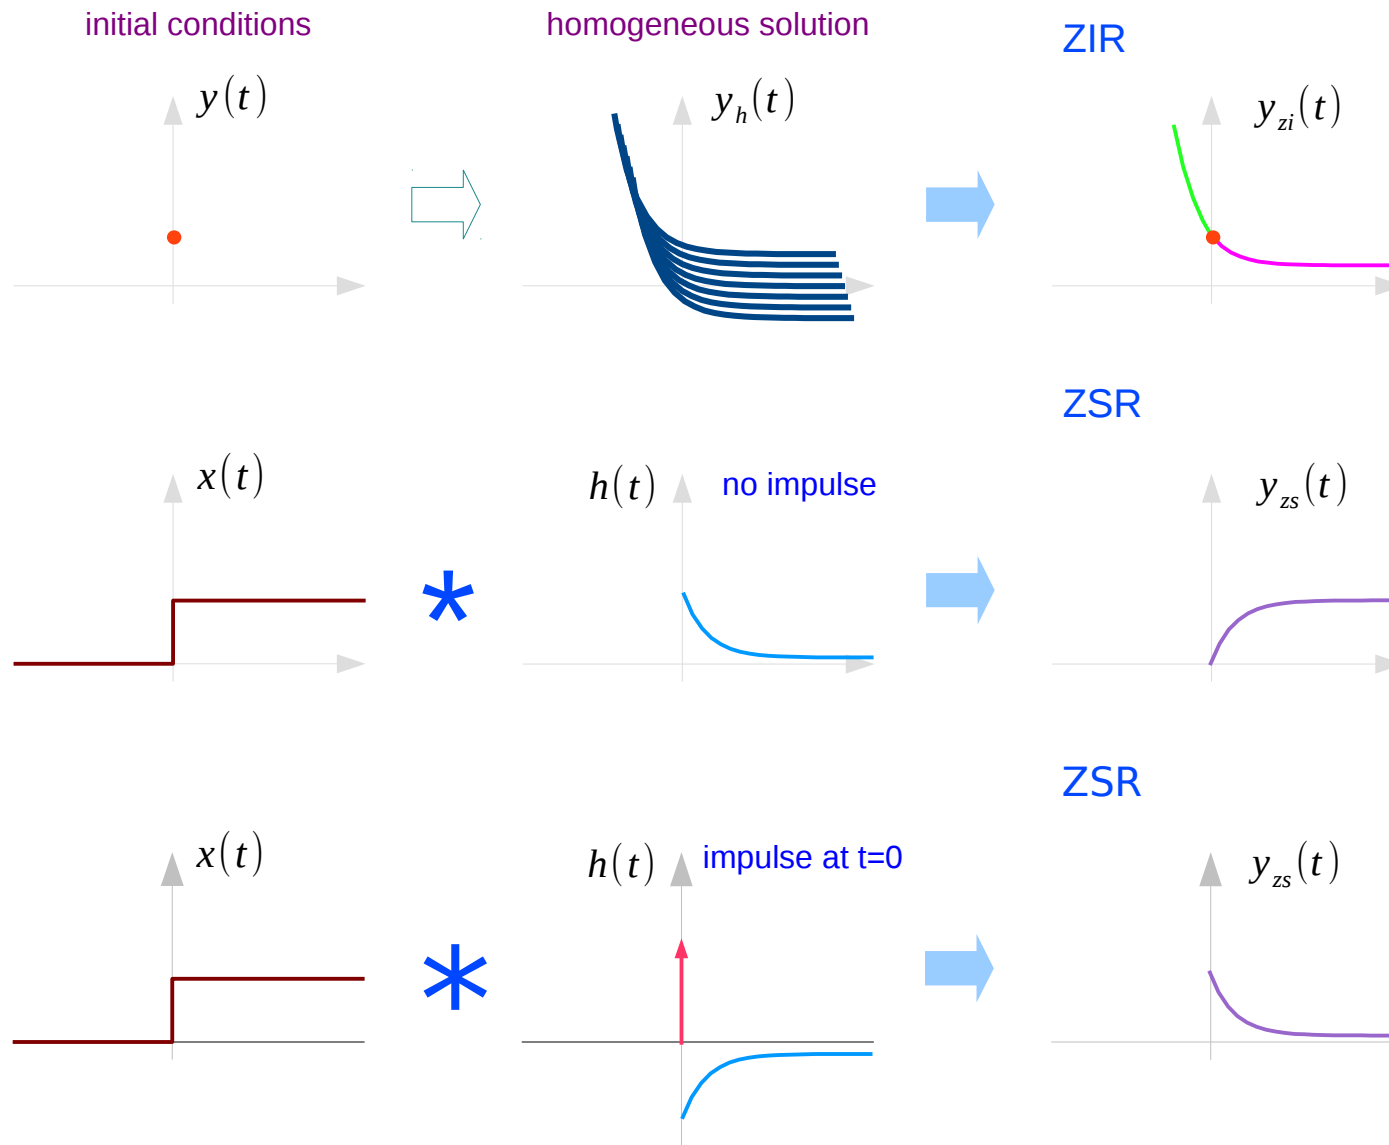 initial conditions
homogeneous solution
ZIR
y(t)
y_h(t)
y_zi(t)
ZSR
x(t)
h(t)
no impulse
y_zs(t)
*
ZSR
x(t)
h(t)
impulse at t=0
y_zs(t)
*